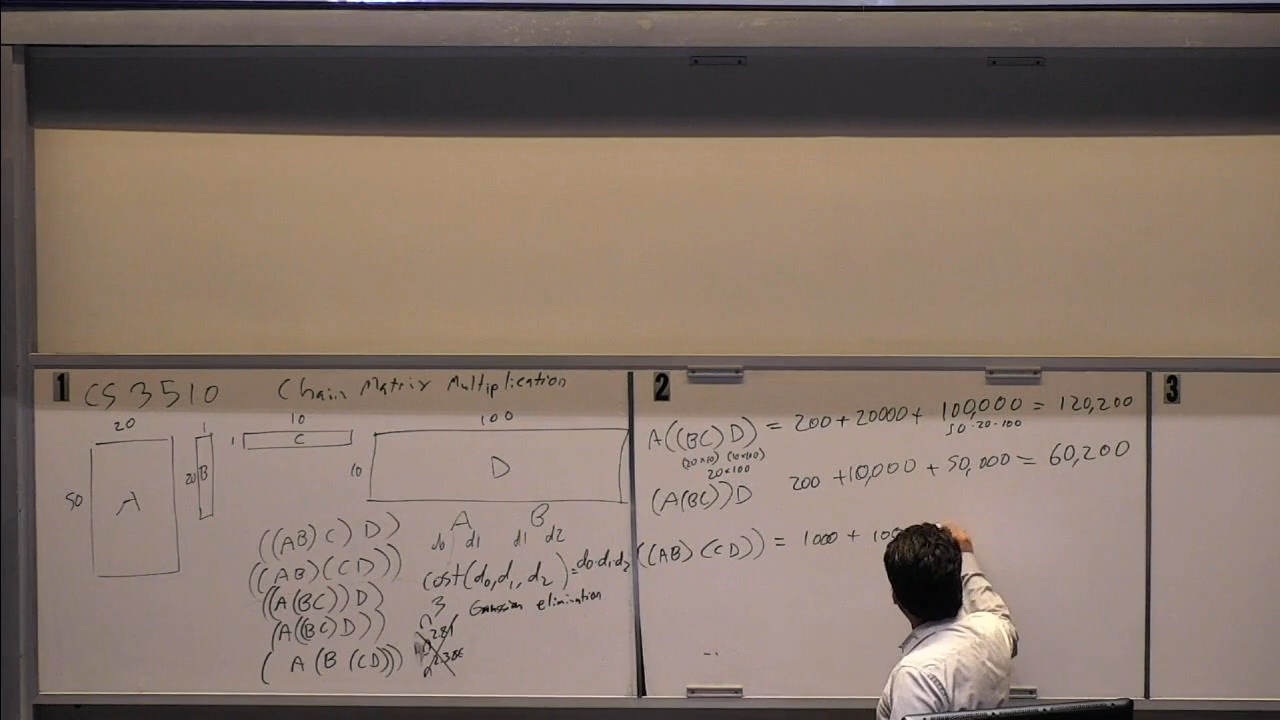 1
CS 3510 Chain Matrix Multiplication
20 1 10 100
50 A 20 B 1 C 10 D
((AB) C) D)
((AB)(CD))
((A(BC))D)
(A((BC)D))
( A (B (CD)))
A B
d0 d1 d1 d2
Cost(d0,d1,d2)=d0·d1·d2
n3 Gaussian elimination
2
A((BC)D) = 200 + 20000 + 100,000 = 120,200
(20×10) (10×100) 50·20·100
20×100
(A(BC))D 200 + 10,000 + 50,000 = 60,200
((AB)(CD)) = 1000 +
3